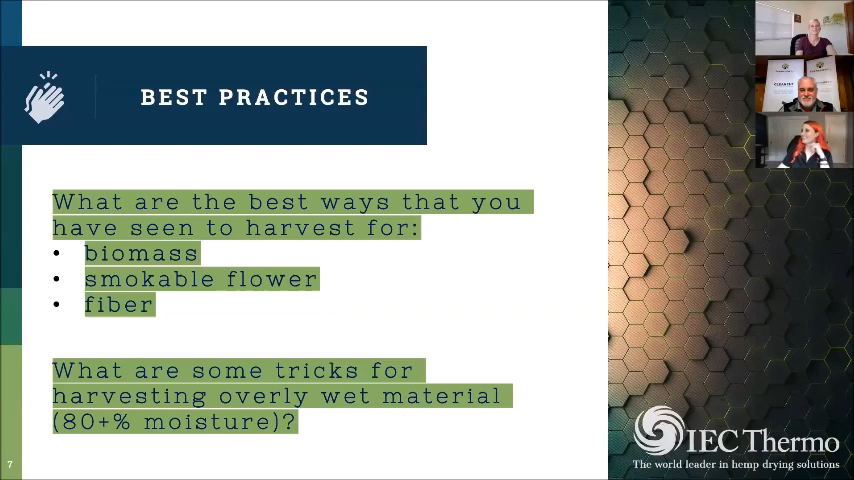 BEST PRACTICES
What are the best ways that you
have seen to harvest for:
• biomass
• smokable flower
• fiber
What are some tricks for
harvesting overly wet material
(80+% moisture)?
7
IEC Thermo
The world leader in hemp drying solutions